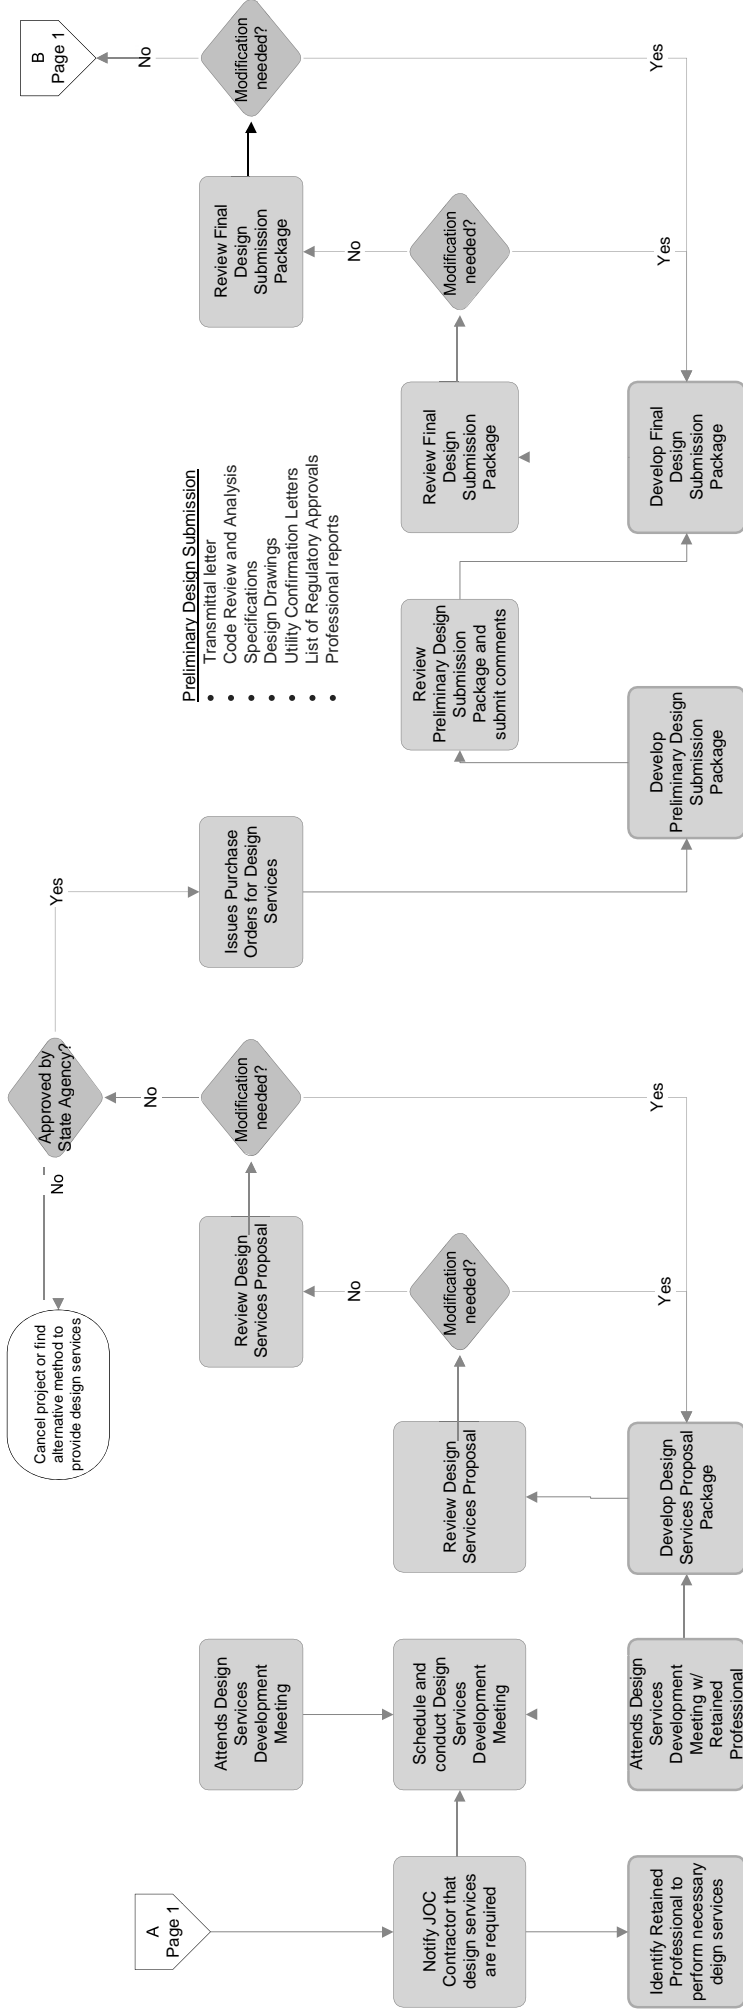 A
Page 1
Notify JOC
Contractor that
design services
are required
Identify Retained
Professional to
perform necessary
deign services
Attends Design
Services
Development
Meeting
Schedule and
conduct Design
Services
Development
Meeting
Attends Design
Services
Development
Meeting w/
Retained
Professional
Develop Design
Services Proposal
Package
Review Design
Services Proposal
Modification
needed?
Yes
No
Review Design
Services Proposal
Modification
needed?
Yes
No
Approved by
State Agency?
No
Cancel project or find
alternative method to
provide design services
Yes
Issues Purchase
Orders for Design
Services
Develop
Preliminary Design
Submission
Package
Review
Preliminary Design
Submission
Package and
submit comments
Preliminary Design Submission
• Transmittal letter
• Code Review and Analysis
• Specifications
• Design Drawings
• Utility Confirmation Letters
• List of Regulatory Approvals
• Professional reports
Develop Final
Design
Submission
Package
Review Final
Design
Submission
Package
Modification
needed?
Yes
No
Review Final
Design
Submission
Package
Modification
needed?
Yes
No
B
Page 1